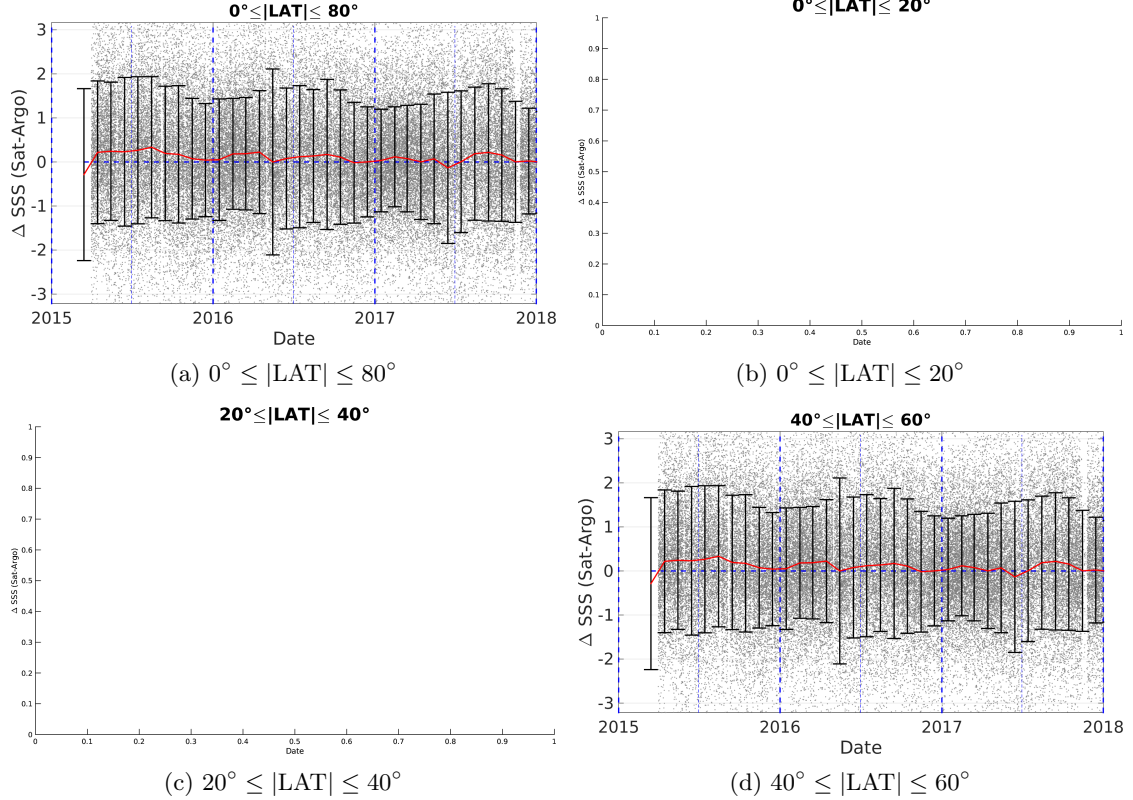 0°≤|LAT|≤ 80°
3
2
1
0
-1
-2
-3
Δ SSS (Sat-Argo)
2015 2016 2017 2018
Date
(a) 0° ≤ |LAT| ≤ 80°
0°≤|LAT|≤ 20°
1
0.9
0.8
0.7
0.6
0.5
0.4
0.3
0.2
0.1
0
Δ SSS (Sat-Argo)
0 0.1 0.2 0.3 0.4 0.5 0.6 0.7 0.8 0.9 1
Date
(b) 0° ≤ |LAT| ≤ 20°
20°≤|LAT|≤ 40°
1
0.9
0.8
0.7
0.6
0.5
0.4
0.3
0.2
0.1
0
Δ SSS (Sat-Argo)
0 0.1 0.2 0.3 0.4 0.5 0.6 0.7 0.8 0.9 1
Date
(c) 20° ≤ |LAT| ≤ 40°
40°≤|LAT|≤ 60°
3
2
1
0
-1
-2
-3
Δ SSS (Sat-Argo)
2015 2016 2017 2018
Date
(d) 40° ≤ |LAT| ≤ 60°